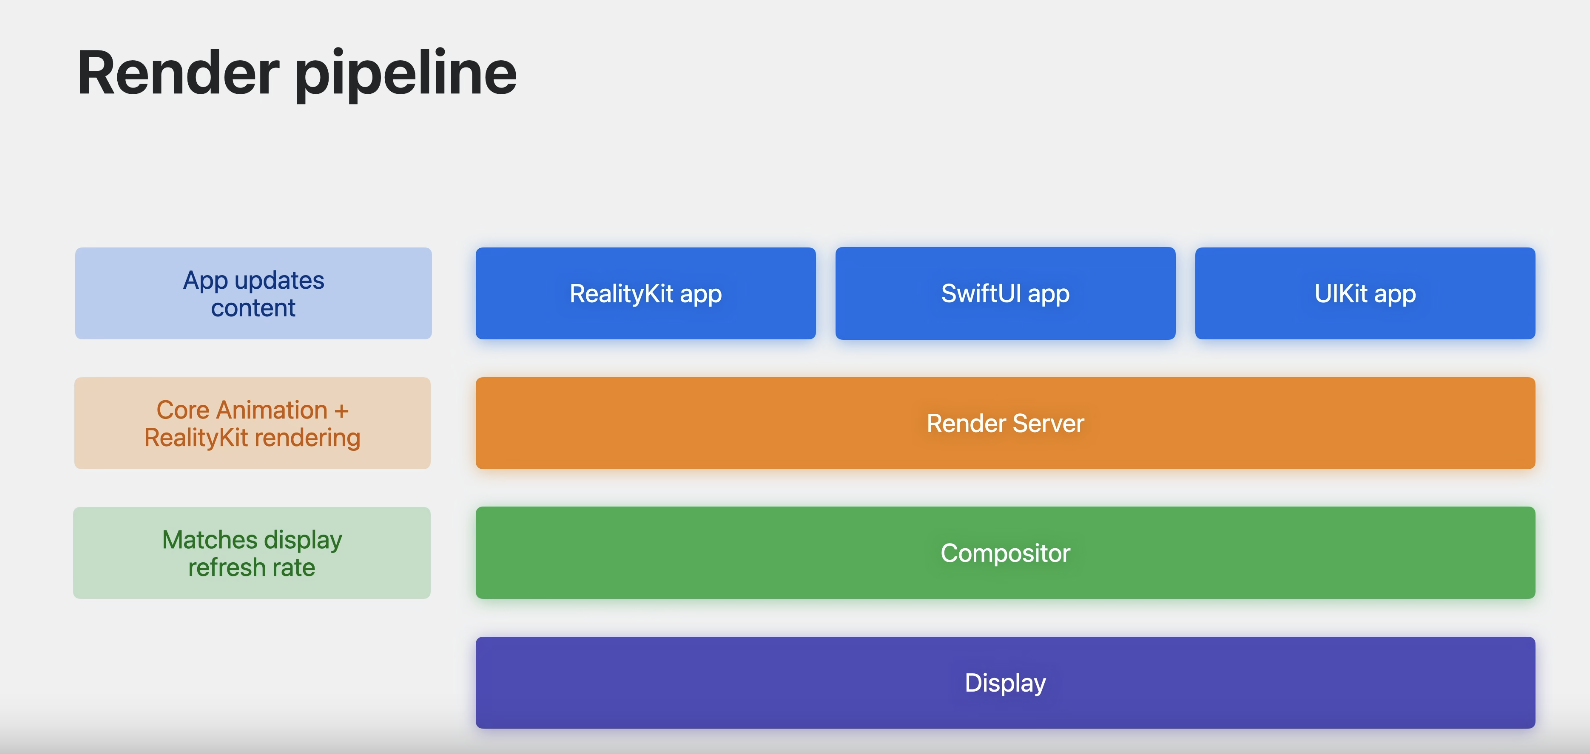 Render pipeline
App updates
content
RealityKit app
SwiftUI app
UIKit app
Core Animation +
RealityKit rendering
Render Server
Matches display
refresh rate
Compositor
Display